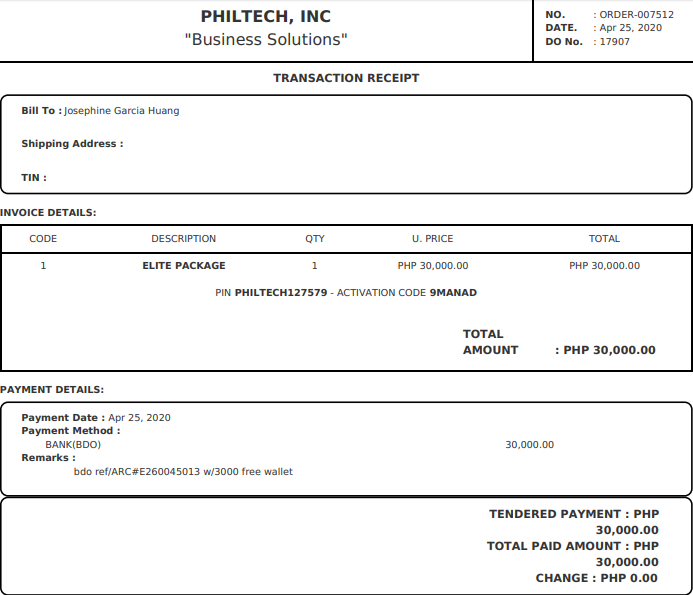 PHILTECH, INC
"Business Solutions"
NO. : ORDER-007512
DATE. : Apr 25, 2020
DO No. : 17907
TRANSACTION RECEIPT
Bill To : Josephine Garcia Huang
Shipping Address :
TIN :
INVOICE DETAILS:
CODE DESCRIPTION QTY U. PRICE TOTAL
1 ELITE PACKAGE 1 PHP 30,000.00 PHP 30,000.00
PIN PHILTECH127579 - ACTIVATION CODE 9MANAD
TOTAL
AMOUNT : PHP 30,000.00
PAYMENT DETAILS:
Payment Date : Apr 25, 2020
Payment Method :
BANK(BDO) 30,000.00
Remarks :
bdo ref/ARC#E260045013 w/3000 free wallet
TENDERED PAYMENT : PHP
30,000.00
TOTAL PAID AMOUNT : PHP
30,000.00
CHANGE : PHP 0.00